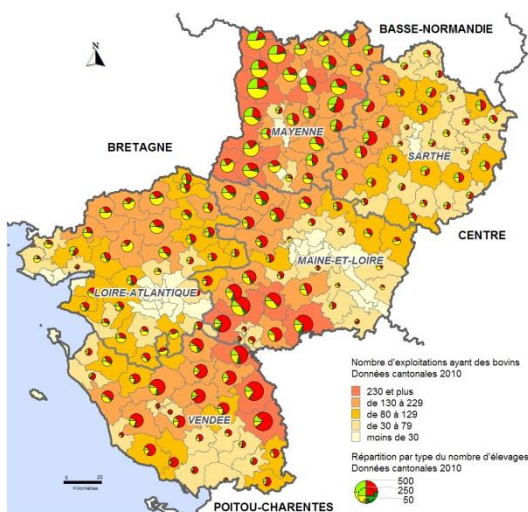 BASSE-NORMANDIE
N
MAYENNE
BRETAGNE
SARTHE
CENTRE
MAINE-ET-LOIRE
LOIRE-ATLANTIQUE
Nombre d'exploitations ayant des bovins
Données cantonales 2010
230 et plus
de 130 à 229
de 80 à 129
de 30 à 79
moins de 30
VENDEE
Répartition par type du nombre d'élevages
Données cantonales 2010
500
250
50
0 20
Kilomètres
POITOU-CHARENTES